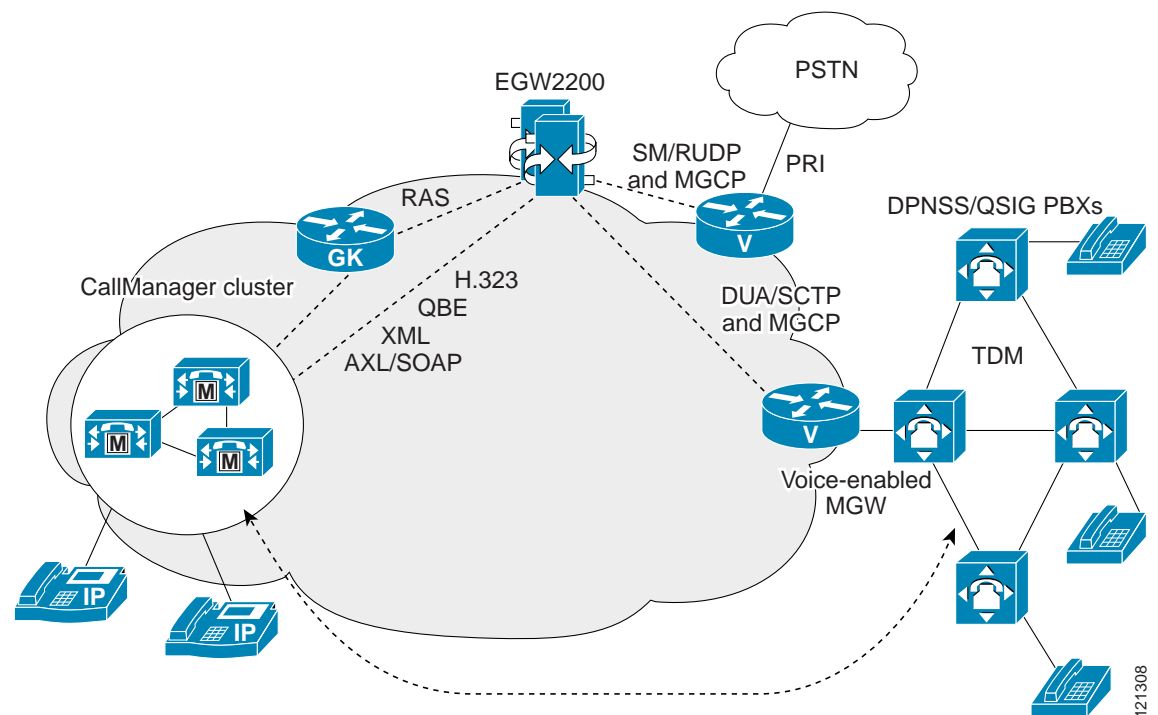 PSTN
EGW2200
SM/RUDP
and MGCP
PRI
RAS
DPNSS/QSIG PBXs
V
GK
CallManager cluster
H.323
QBE
XML
AXL/SOAP
DUA/SCTP
and MGCP
TDM
M
M
M
V
Voice-enabled
MGW
IP
IP
121308